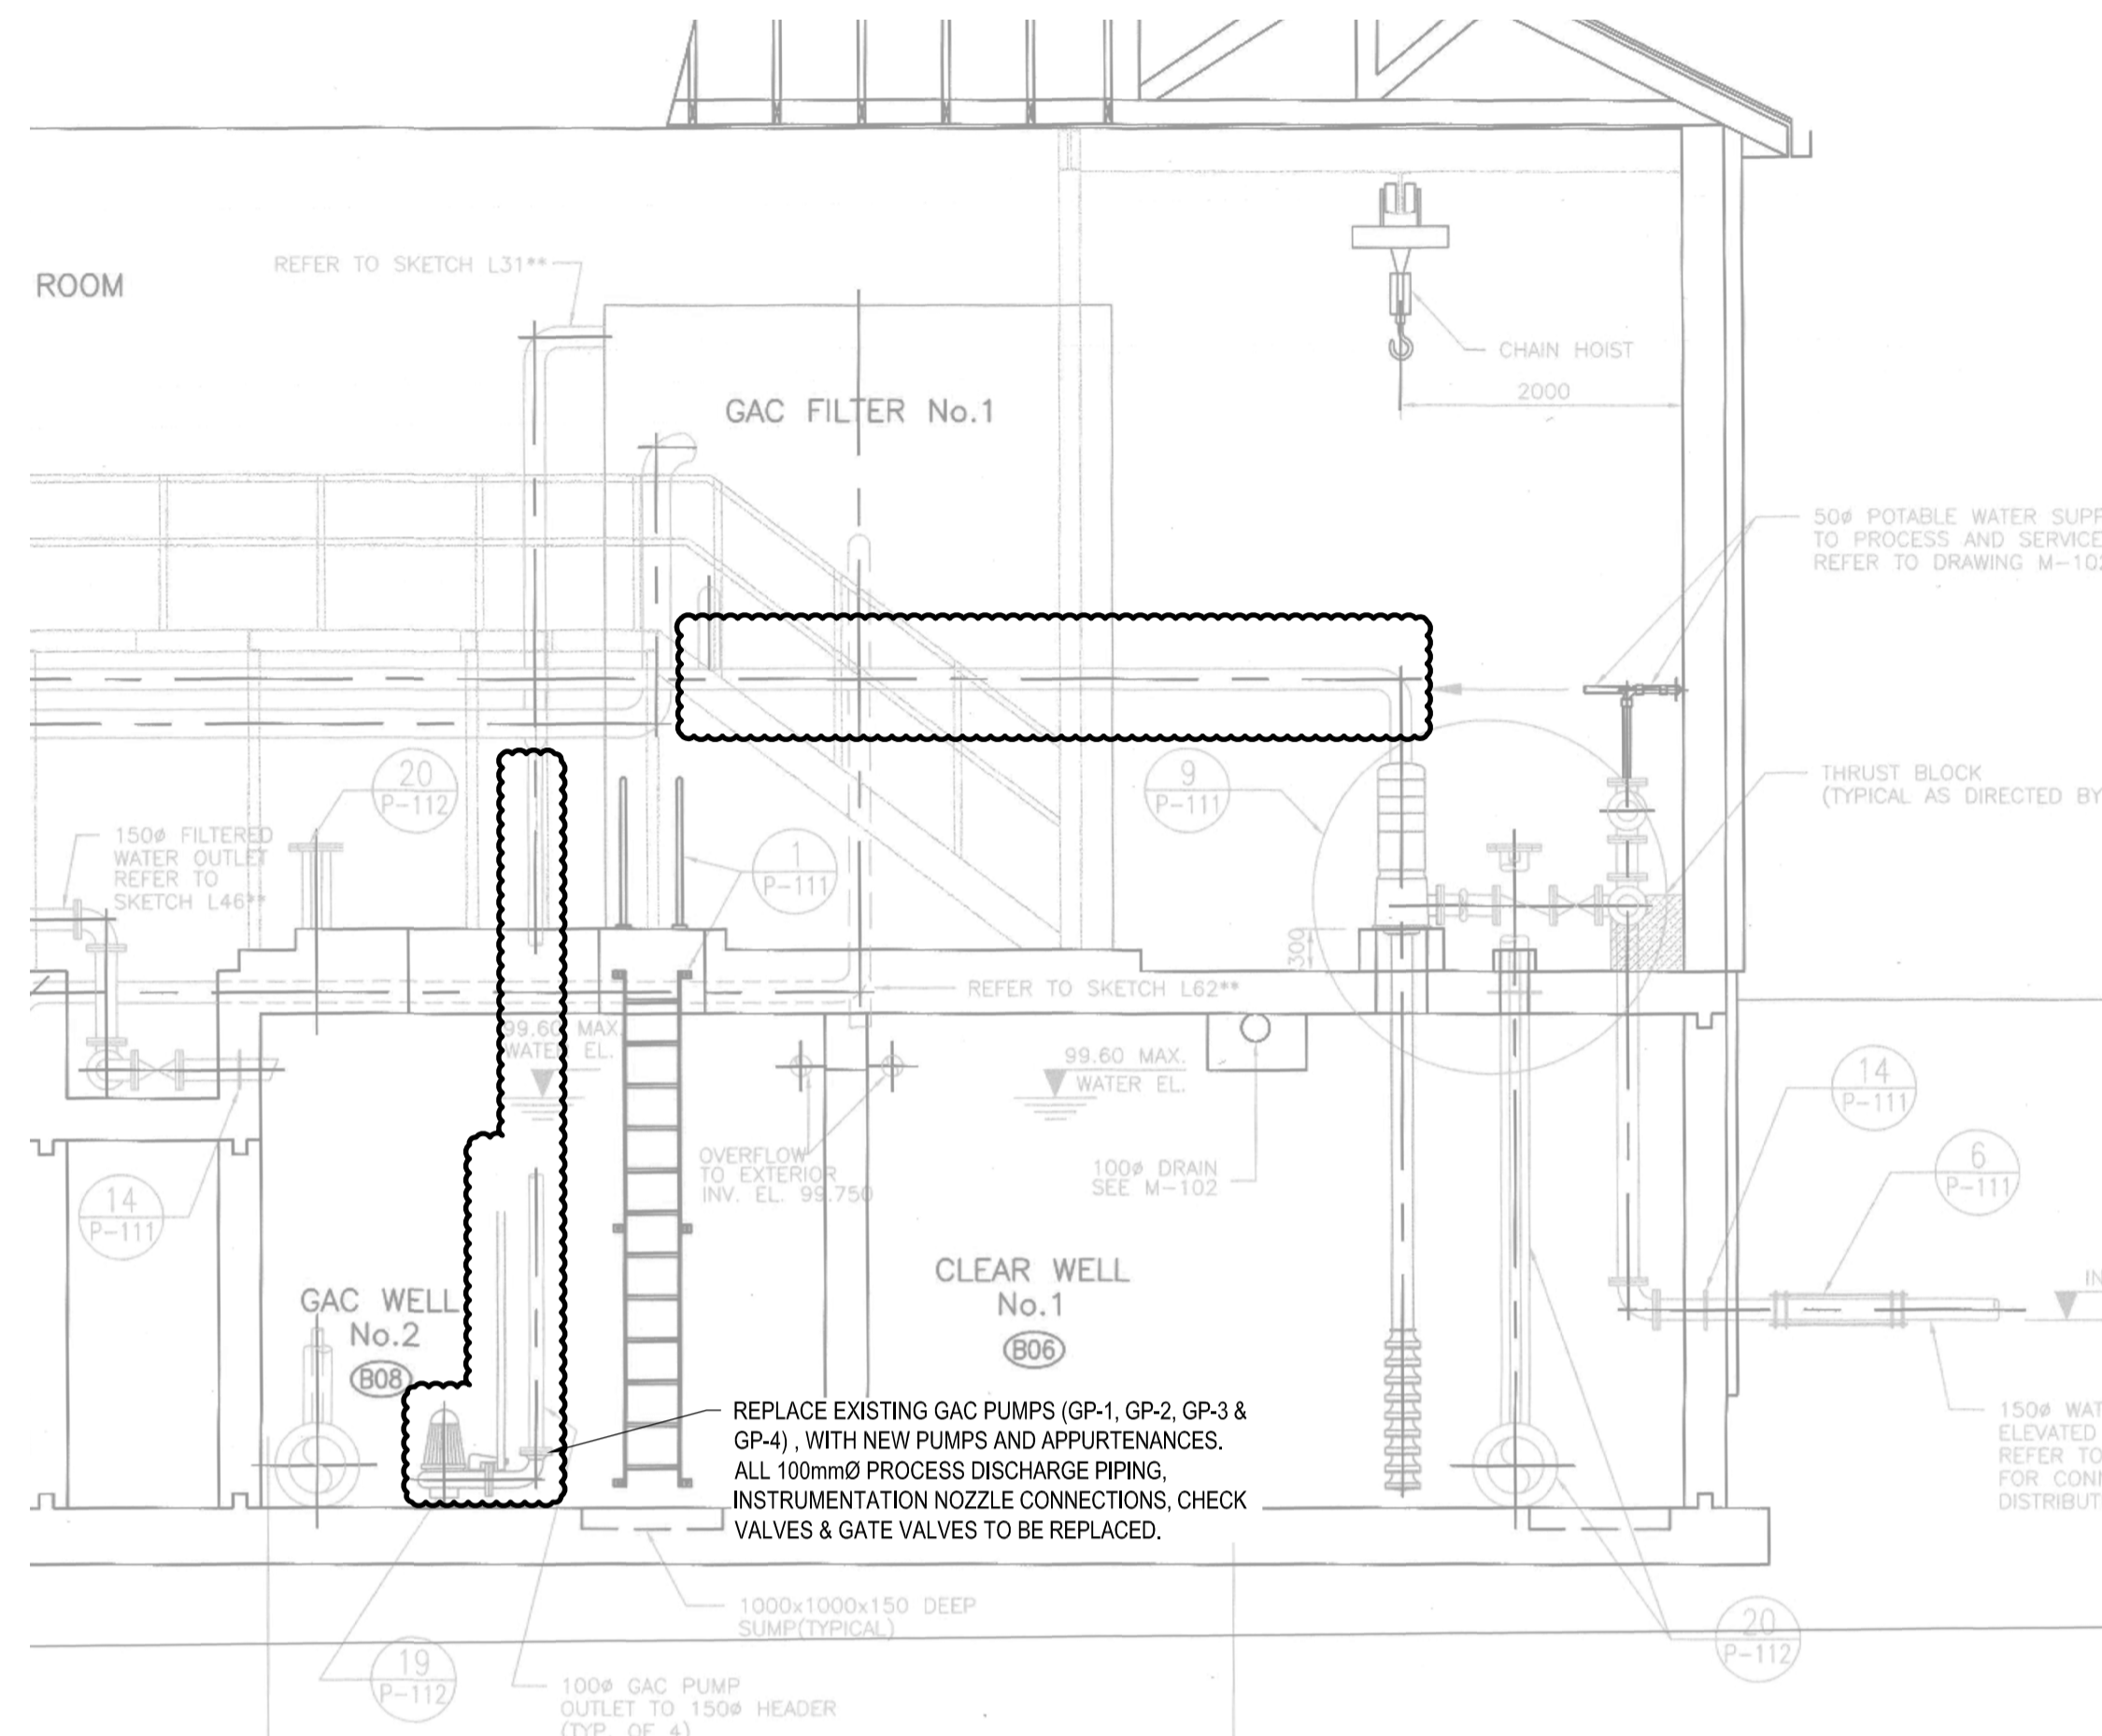 ROOM
REFER TO SKETCH L31**
CHAIN HOIST
2000
GAC FILTER No.1
50ø POTABLE WATER
TO PROCESS AND SERVICE
REFER TO DRAWING
THRUST BLOCK
(TYPICAL AS DIRECTED BY
20
P-112
9
P-111
150ø FILTERED
WATER OUTLET
REFER TO
SKETCH L46**
1
P-111
300
REFER TO SKETCH L62**
99.60 MAX.
WATER EL.
99.60 MAX.
WATER EL.
14
P-111
6
P-111
OVERFLOW
TO EXTERIOR
INV. EL. 99.750
100ø DRAIN
SEE M-102
14
P-111
CLEAR WELL
No.1
B06
GAC WELL
No.2
B08
REPLACE EXISTING GAC PUMPS (GP-1, GP-2, GP-3 &
GP-4) , WITH NEW PUMPS AND APPURTENANCES.
ALL 100mmØ PROCESS DISCHARGE PIPING,
INSTRUMENTATION NOZZLE CONNECTIONS, CHECK
VALVES & GATE VALVES TO BE REPLACED.
150ø
ELEVATED
REFER TO
FOR
1000x1000x150 DEEP
SUMP(TYPICAL)
20
P-112
19
P-112
100ø GAC PUMP
OUTLET TO 150ø HEADER
(TYP. OF 4)